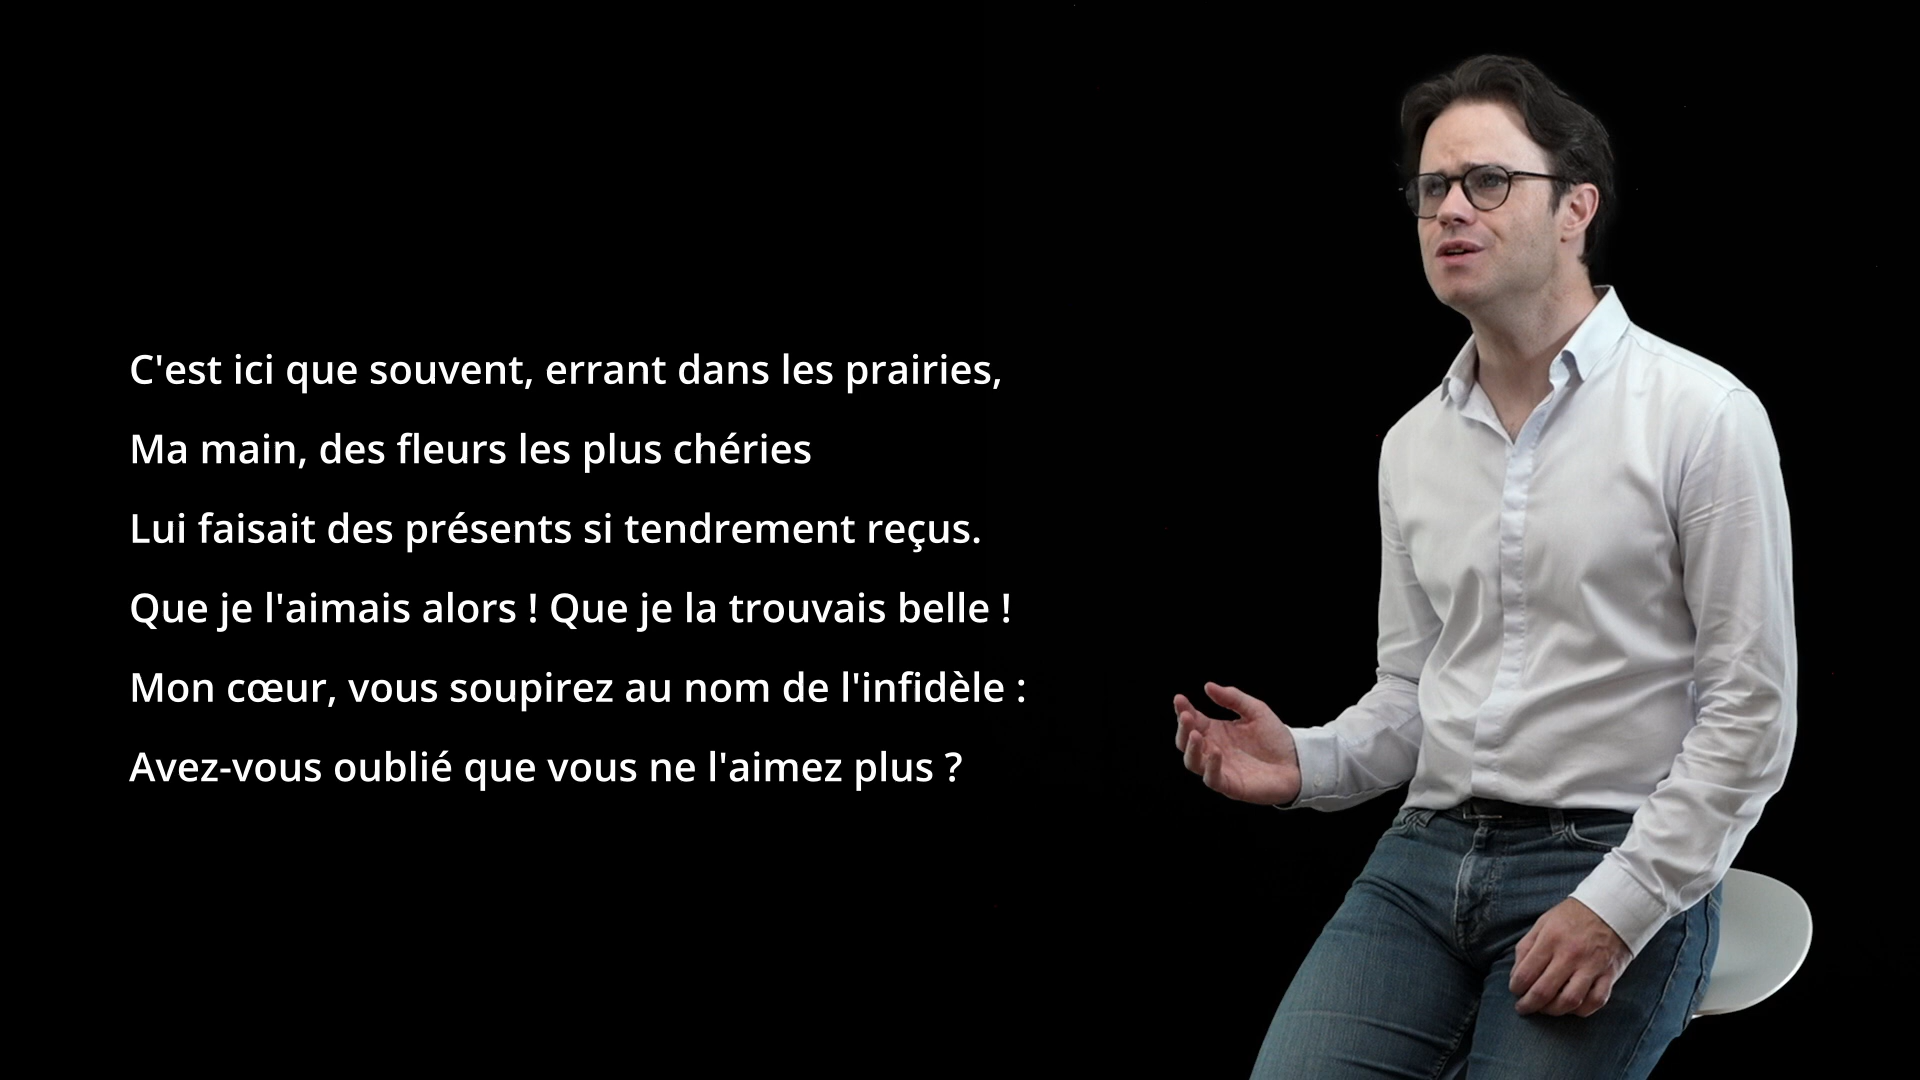 C'est ici que souvent, errant dans les prairies,
Ma main, des fleurs les plus chéries
Lui faisait des présents si tendrement reçus.
Que je l'aimais alors ! Que je la trouvais belle !
Mon cœur, vous soupirez au nom de l'infidèle :
Avez-vous oublié que vous ne l'aimez plus ?